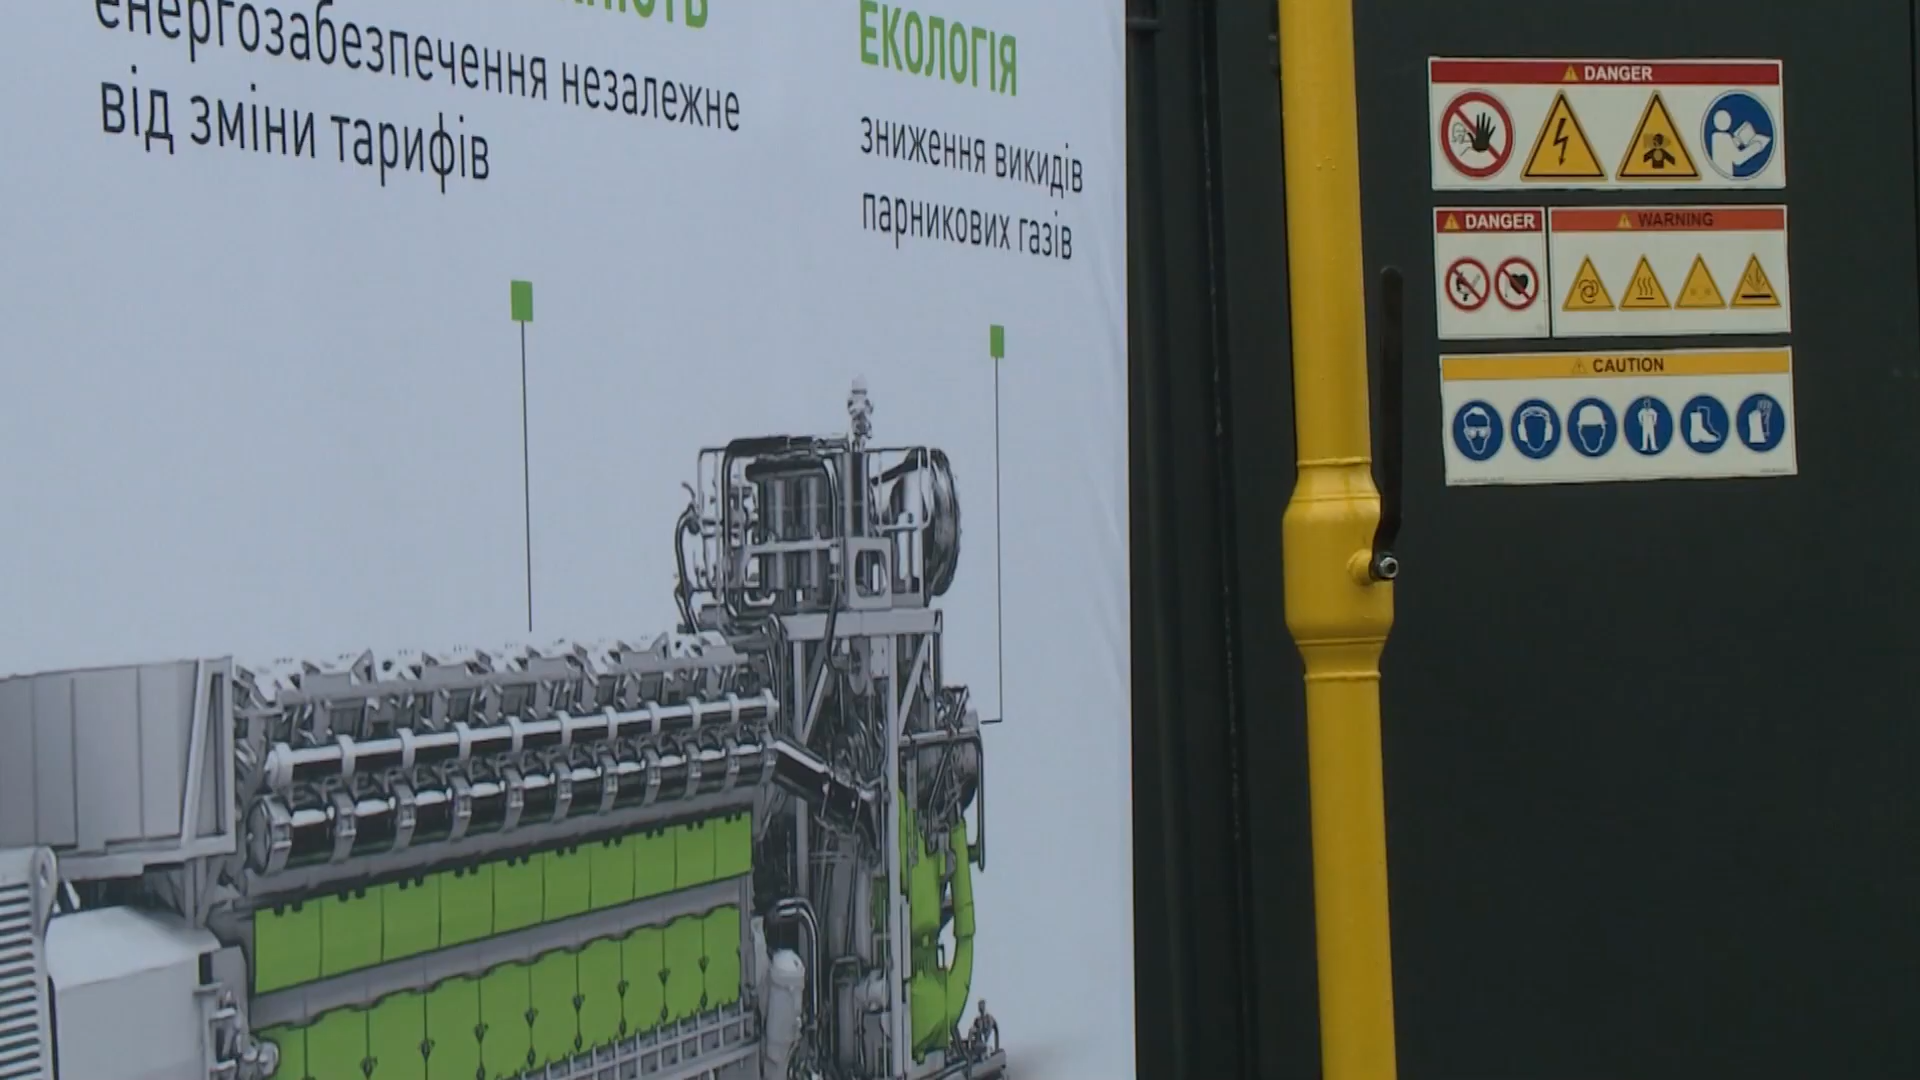 енергозабезпечення незалежне
від зміни тарифів
ЕКОЛОГІЯ
зниження викидів
парникових газів
DANGER
DANGER
WARNING
CAUTION